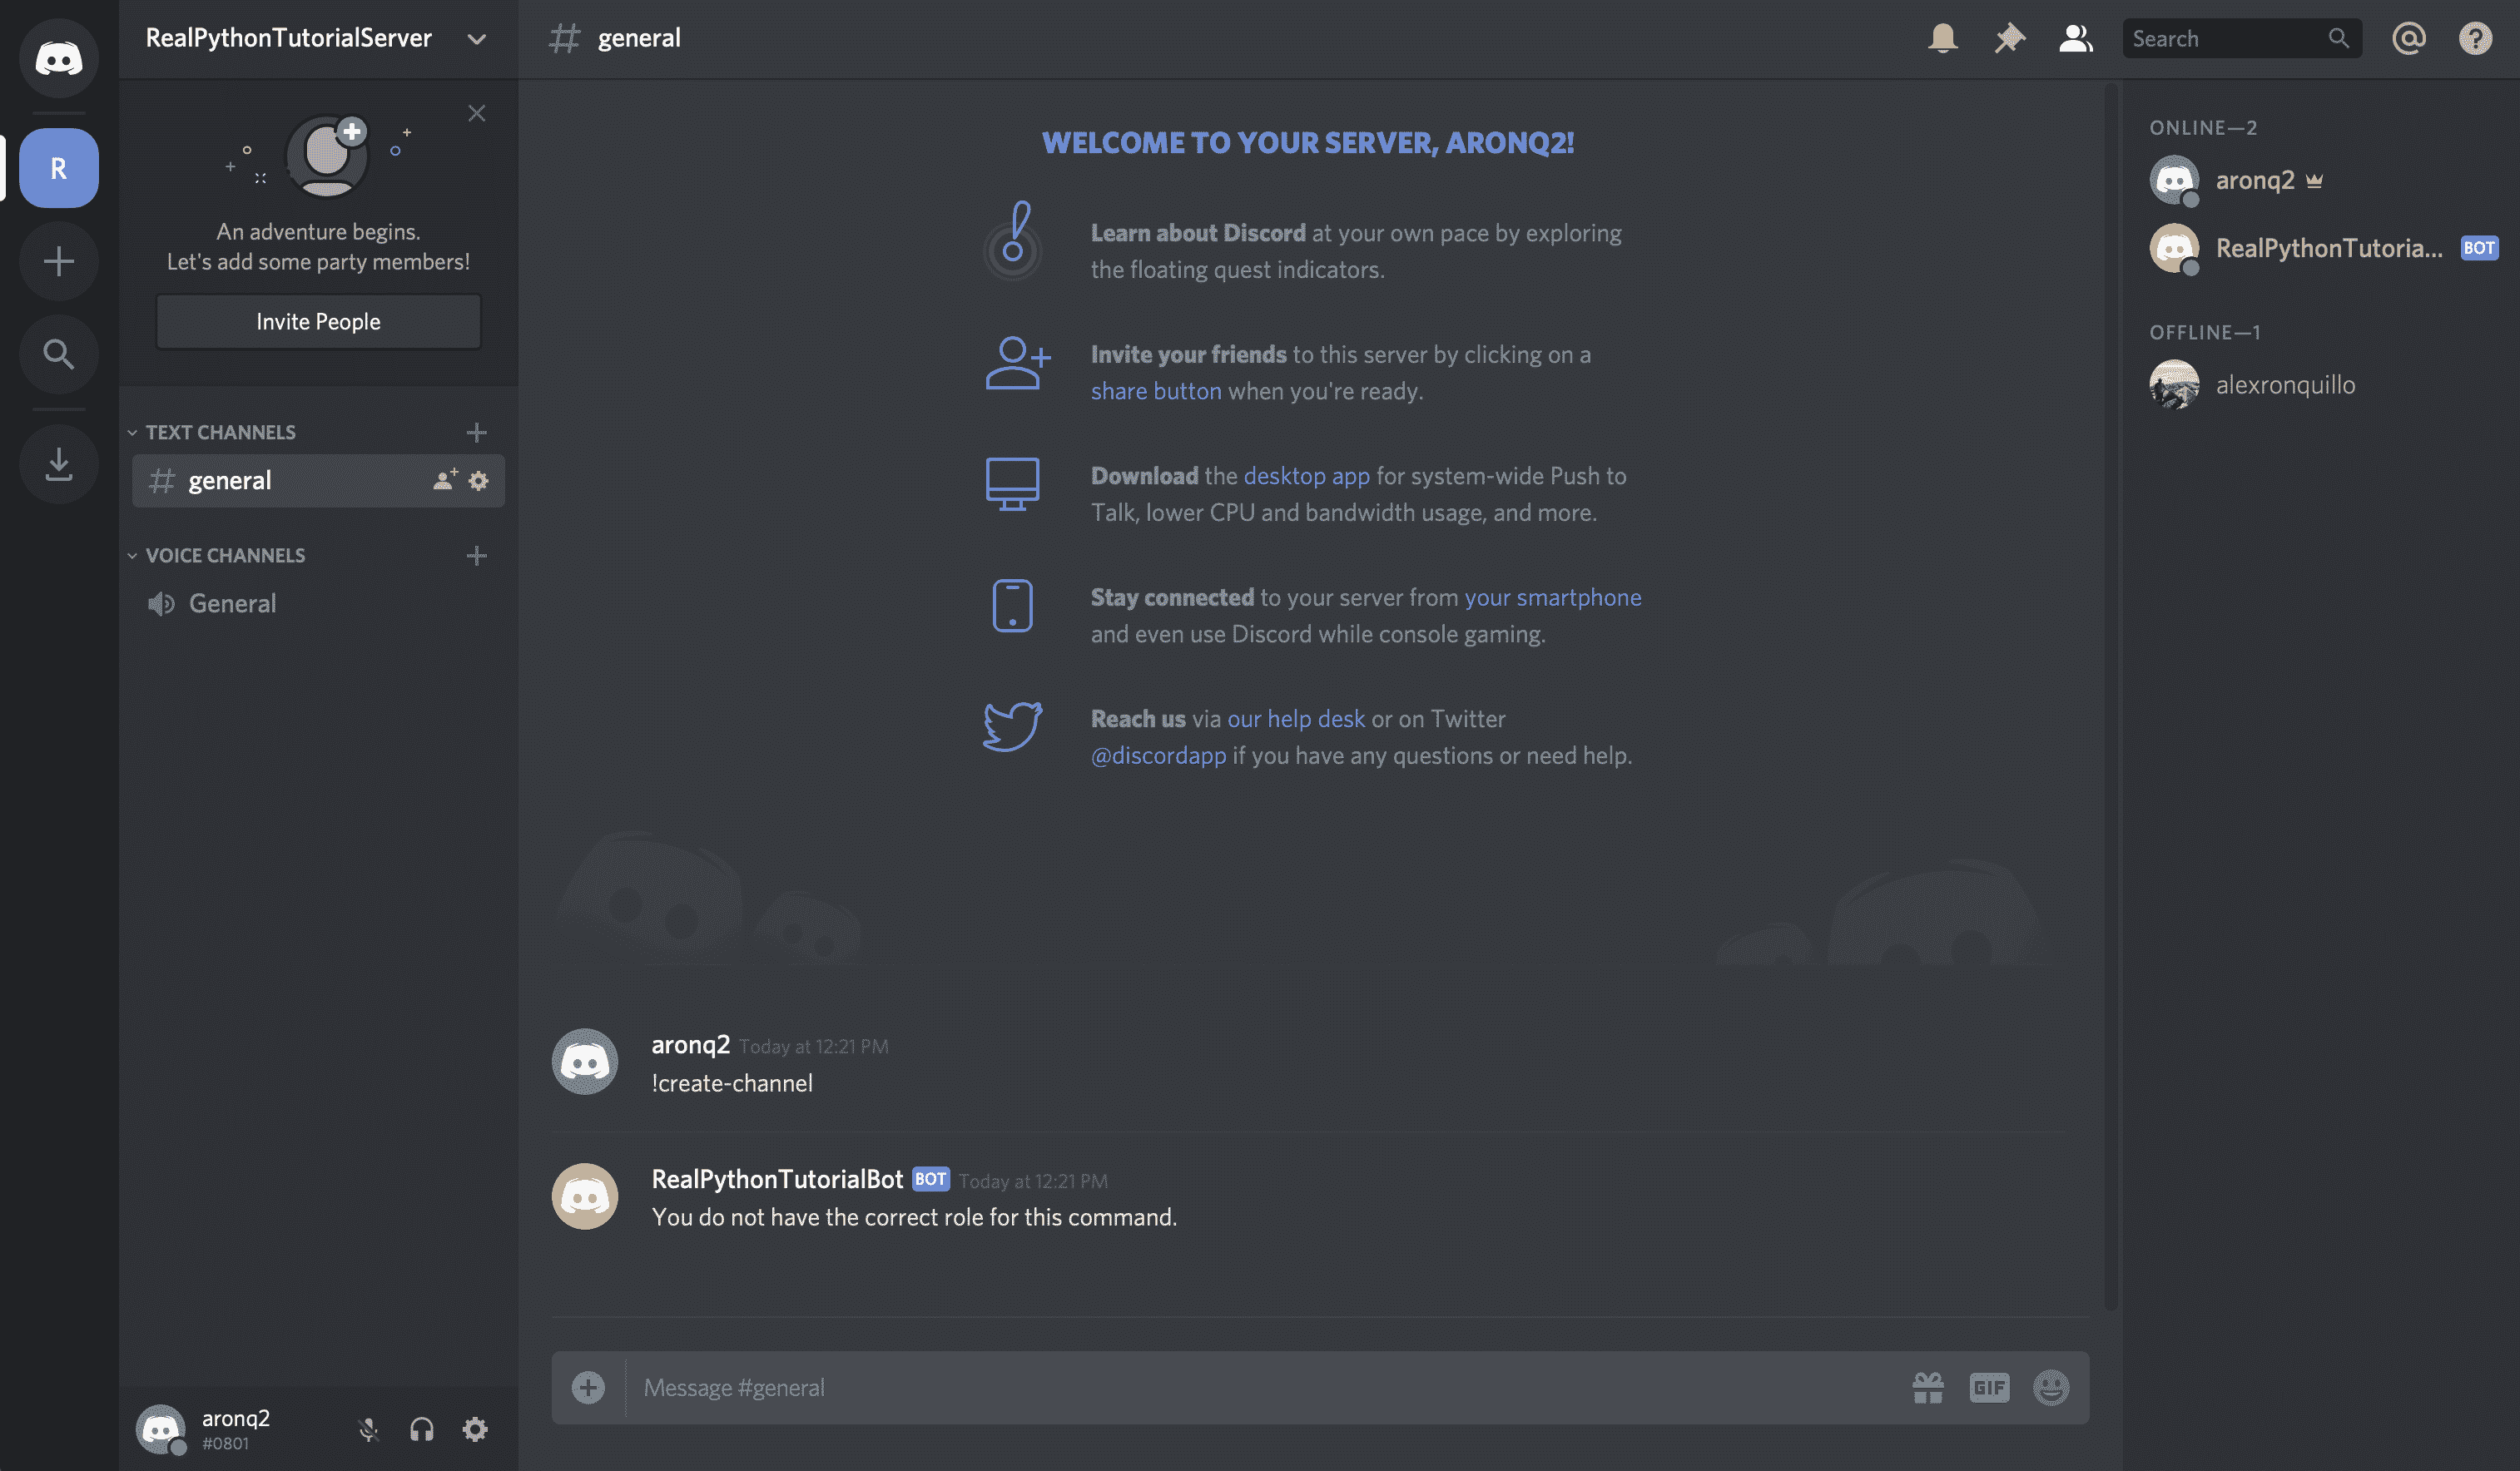 RealPythonTutorialServer
R
An adventure begins.
Let's add some party members!
Invite People
TEXT CHANNELS
general
VOICE CHANNELS
General
aronq2
#0801
# general
Search
WELCOME TO YOUR SERVER, ARONQ2!
Learn about Discord at your own pace by exploring
the floating quest indicators.
Invite your friends to this server by clicking on a
share button when you're ready.
Download the desktop app for system-wide Push to
Talk, lower CPU and bandwidth usage, and more.
Stay connected to your server from your smartphone
and even use Discord while console gaming.
Reach us via our help desk or on Twitter
@discordapp if you have any questions or need help.
aronq2 Today at 12:21 PM
!create-channel
RealPythonTutorialBot BOT Today at 12:21 PM
You do not have the correct role for this command.
Message #general
GIF
ONLINE—2
aronq2
RealPythonTutoria... BOT
OFFLINE—1
alexronquillo